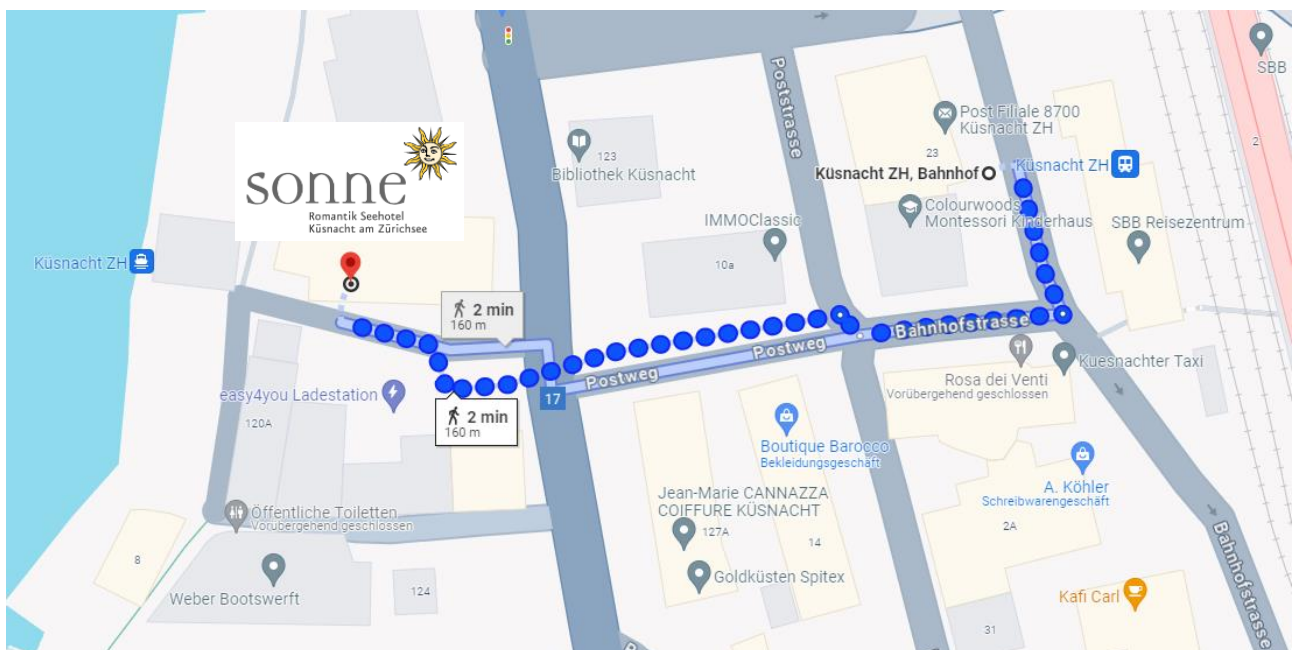 SBB
2
Post Filiale 8700
Küsnacht ZH
Poststrasse
23
123
Bibliothek Küsnacht
Küsnacht ZH, Bahnhof
Küsnacht ZH
sonne
Romantik Seehotel
Küsnacht am Zürichsee
Colourwoods
Montessori Kinderhaus
IMMOClassic
SBB Reisezentrum
10a
Küsnacht ZH
2 min
160 m
Bahnhofstrasse
Postweg
Postweg
Kuesnachter Taxi
Rosa dei Venti
Vorübergehend geschlossen
easy4you Ladestation
17
2 min
160 m
120A
Boutique Barocco
Bekleidungsgeschäft
A. Köhler
Schreibwarengeschäft
Jean-Marie CANNAZZA
COIFFURE KÜSNACHT
127A
14
2A
Öffentliche Toiletten
Vorübergehend geschlossen
Bahnhofstrasse
8
Goldküsten Spitex
Weber Bootswerft
124
Kafi Carl
31